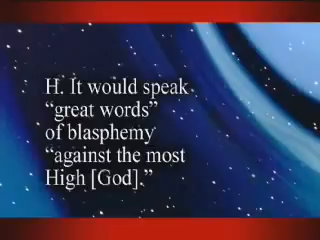 H. It would speak
“great words”
of blasphemy
“against the most
High [God].”